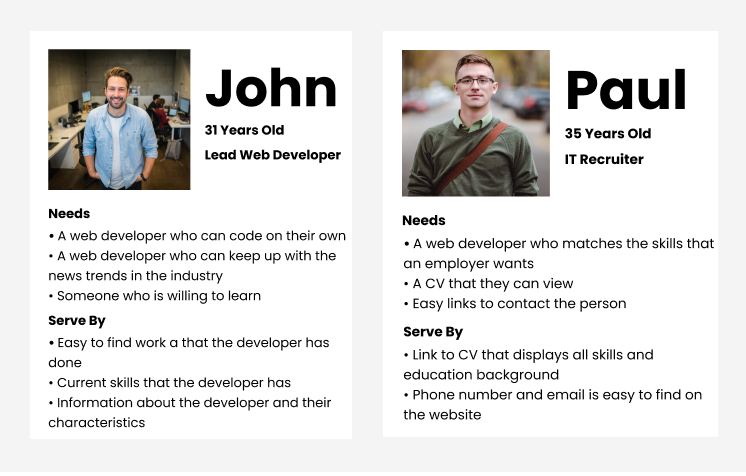 John
31 Years Old
Lead Web Developer
Needs
• A web developer who can code on their own
• A web developer who can keep up with the
news trends in the industry
• Someone who is willing to learn
Serve By
• Easy to find work a that the developer has
done
• Current skills that the developer has
• Information about the developer and their
characteristics
Paul
35 Years Old
IT Recruiter
Needs
• A web developer who matches the skills that
an employer wants
• A CV that they can view
• Easy links to contact the person
Serve By
• Link to CV that displays all skills and
education background
• Phone number and email is easy to find on
the website